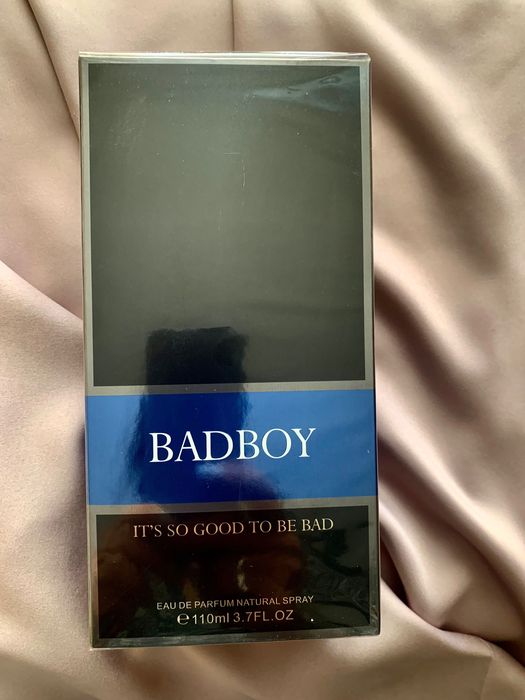 BADBOY
IT'S SO GOOD TO BE BAD
EAU DE PARFUM NATURAL SPRAY
℮110ml 3.7FL.OZ